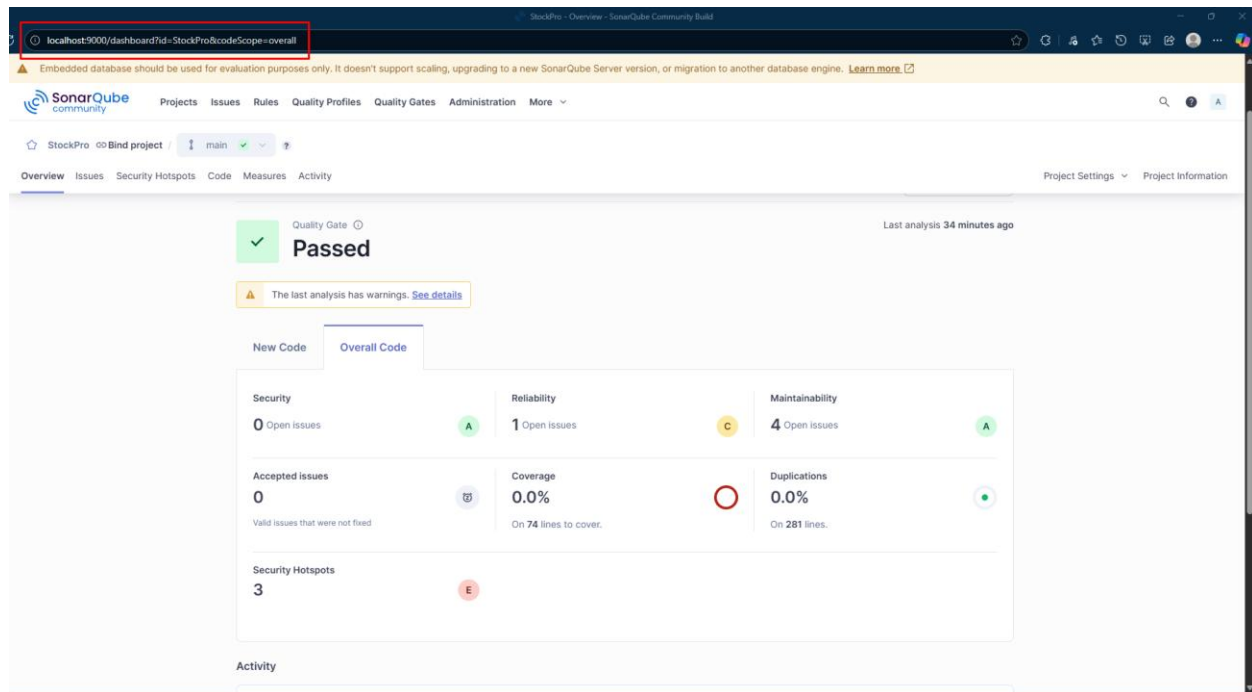 StockPro - Overview - SonarQube Community Build
localhost:9000/dashboard?id=StockPro&codeScope=overall
Embedded database should be used for evaluation purposes only. It doesn't support scaling, upgrading to a new SonarQube Server version, or migration to another database engine. Learn more
SonarQube community Projects Issues Rules Quality Profiles Quality Gates Administration More ? A
StockPro Bind project / main ?
Overview Issues Security Hotspots Code Measures Activity Project Settings Project Information
Quality Gate
Last analysis 34 minutes ago
Passed
The last analysis has warnings. See details
New Code Overall Code
Security Reliability Maintainability
0 Open issues A 1 Open issues C 4 Open issues A
Accepted issues Coverage Duplications
0 0.0% 0.0%
Valid issues that were not fixed On 74 lines to cover. On 281 lines.
Security Hotspots
3 E
Activity